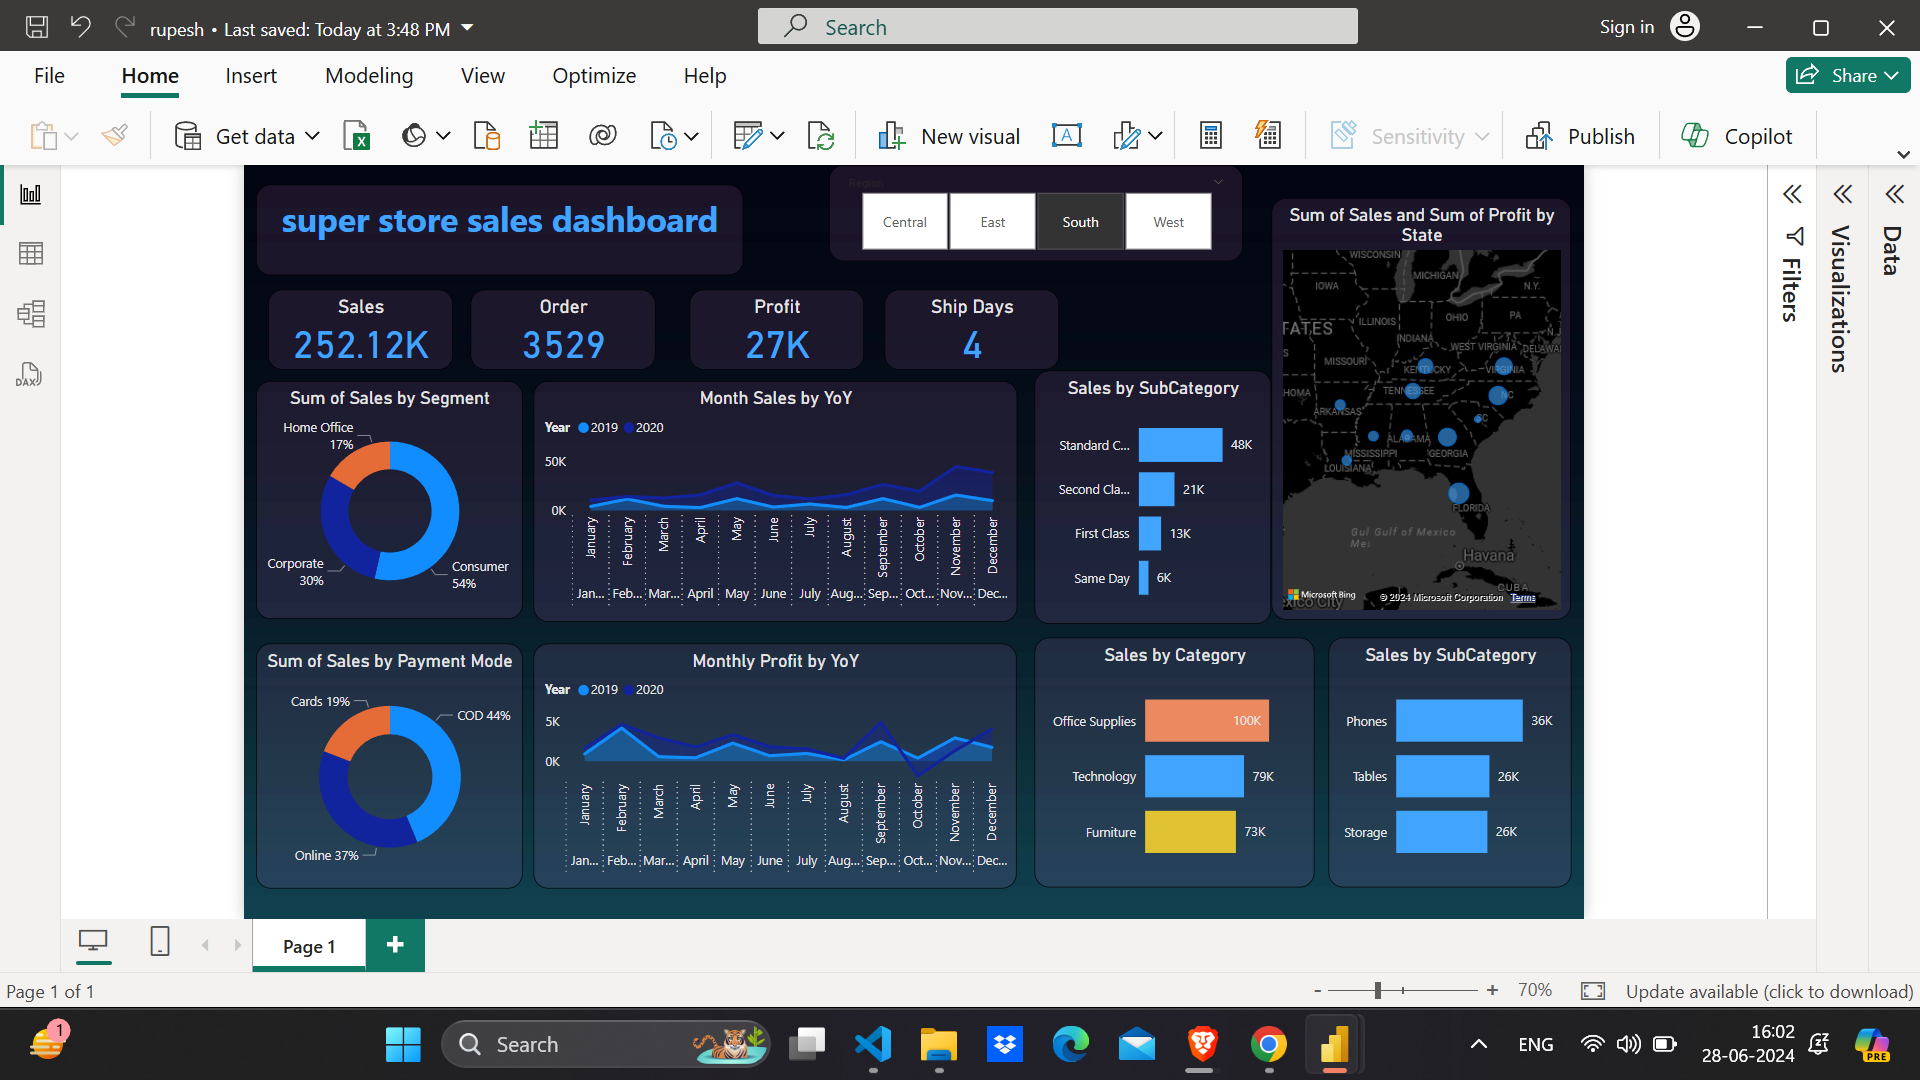 rupesh • Last saved: Today at 3:48 PM
Search
Sign in
File Home Insert Modeling View Optimize Help
Share
Get data
New visual
Sensitivity
Publish
Copilot
super store sales dashboard
Region
Central East South West
Sales
252.12K
Order
3529
Profit
27K
Ship Days
4
Sum of Sales by Segment
Home Office
17%
Corporate
30%
Consumer
54%
Month Sales by YoY
Year 2019 2020
50K
0K
January February March April May June July August September October November December
Jan... Feb... Mar... April May June July Aug... Sep... Oct... Nov... Dec...
Sales by SubCategory
Standard C... 48K
Second Cla... 21K
First Class 13K
Same Day 6K
Sum of Sales and Sum of Profit by
State
WISCONSIN
MICHIGAN
IOWA
N.Y.
ILLINOIS
OHIO
PA
TATES
INDIANA
WEST VIRGINIA
DELAWA
S
MISSOURI
KENTUCKY
VIRGINIA
HOMA
TENNESSEE
NC
ARKANSAS
SC
ALABAMA
MISSISSIPPI
GEORGIA
LOUISIANA
FLORIDA
Gul Gulf of Mexico
Me:
Havana
CUBA
Microsoft Bing
© 2024 Microsoft Corporation Terms
exico City
Sum of Sales by Payment Mode
Cards 19%
COD 44%
Online 37%
Monthly Profit by YoY
Year 2019 2020
5K
0K
January February March April May June July August September October November December
Jan... Feb... Mar... April May June July Aug... Sep... Oct... Nov... Dec...
Sales by Category
Office Supplies 100K
Technology 79K
Furniture 73K
Sales by SubCategory
Phones 36K
Tables 26K
Storage 26K
Filters
Visualizations
Data
DAX
Page 1
+
Page 1 of 1
- + 70%
Update available (click to download)
1
Search
ENG
16:02
28-06-2024
PRE